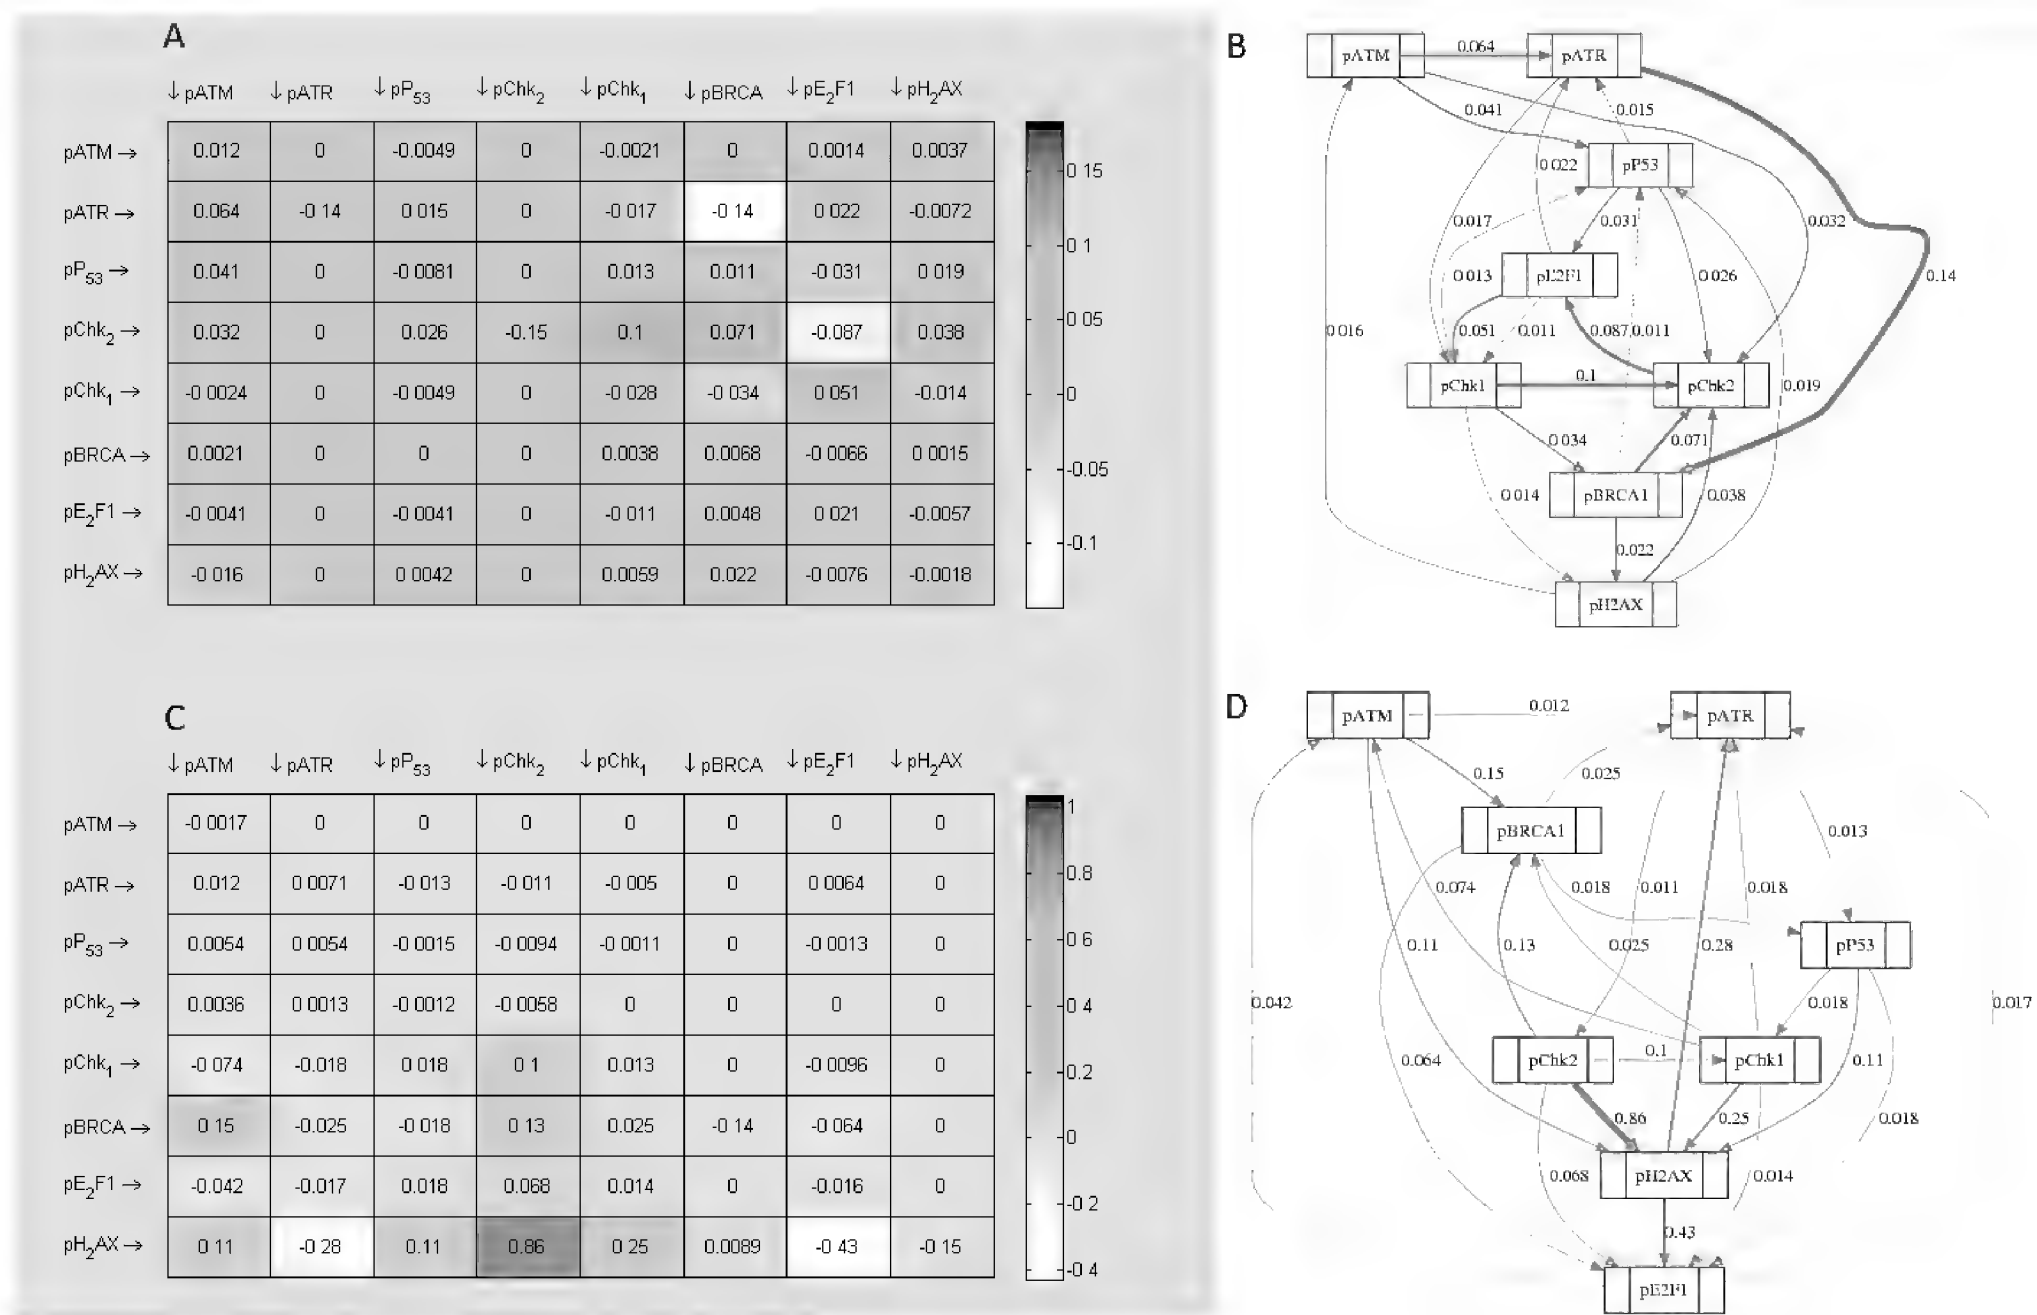 A
↓ pATM ↓ pATR ↓ pP53 ↓ pChk2 ↓ pChk1 ↓ pBRCA ↓ pE2F1 ↓ pH2AX
pATM → 0.012 0 -0.0049 0 -0.0021 0 0.0014 0.0037
pATR → 0.064 -0 14 0 015 0 -0 017 -0 14 0 022 -0.0072
pP53 → 0.041 0 -0 0081 0 0.013 0.011 -0 031 0 019
pChk2 → 0.032 0 0.026 -0.15 0.1 0.071 -0.087 0.038
pChk1 → -0 0024 0 -0 0049 0 -0 028 -0 034 0 051 -0.014
pBRCA → 0.0021 0 0 0 0.0038 0.0068 -0 0066 0 0015
pE2F1 → -0 0041 0 -0 0041 0 -0 011 0.0048 0 021 -0.0057
pH2AX → -0 016 0 0 0042 0 0.0059 0.022 -0 0076 -0.0018
0 15
0 1
0 05
0
-0.05
-0.1
B
pATM 0.064 pATR
0.041 0.015
0.022 pP53
0.017 0.031 0.032
0.013 pE2F1 0.026 0.14
0.016 0.051 0.011 0.087 0.011
pChk1 0.1 pChk2 0.019
0.034 0.071
0.014 pBRCA1 0.038
0.022
pH2AX
C
↓ pATM ↓ pATR ↓ pP53 ↓ pChk2 ↓ pChk1 ↓ pBRCA ↓ pE2F1 ↓ pH2AX
pATM → -0 0017 0 0 0 0 0 0 0
pATR → 0.012 0 0071 -0 013 -0 011 -0 005 0 0 0064 0
pP53 → 0.0054 0 0054 -0 0015 -0 0094 -0 0011 0 -0 0013 0
pChk2 → 0.0036 0 0013 -0 0012 -0 0058 0 0 0 0
pChk1 → -0 074 -0.018 0 018 0 1 0.013 0 -0 0096 0
pBRCA → 0 15 -0.025 -0 018 0 13 0.025 -0 14 -0 064 0
pE2F1 → -0.042 -0.017 0.018 0.068 0.014 0 -0.016 0
pH2AX → 0 11 -0 28 0.11 0.86 0 25 0.0089 -0 43 -0 15
1
0.8
0 6
0 4
0.2
0
-0 2
-0 4
D
pATM 0.012 pATR
0.15 0.025
pBRCA1 0.013
0.074 0.018 0.011 0.018
0.11 0.13 0.025 0.28 pP53
0.042 0.018 0.017
0.064 pChk2 0.1 pChk1 0.11
0.86 0.25 0.018
0.068 pH2AX 0.014
0.43
pE2F1